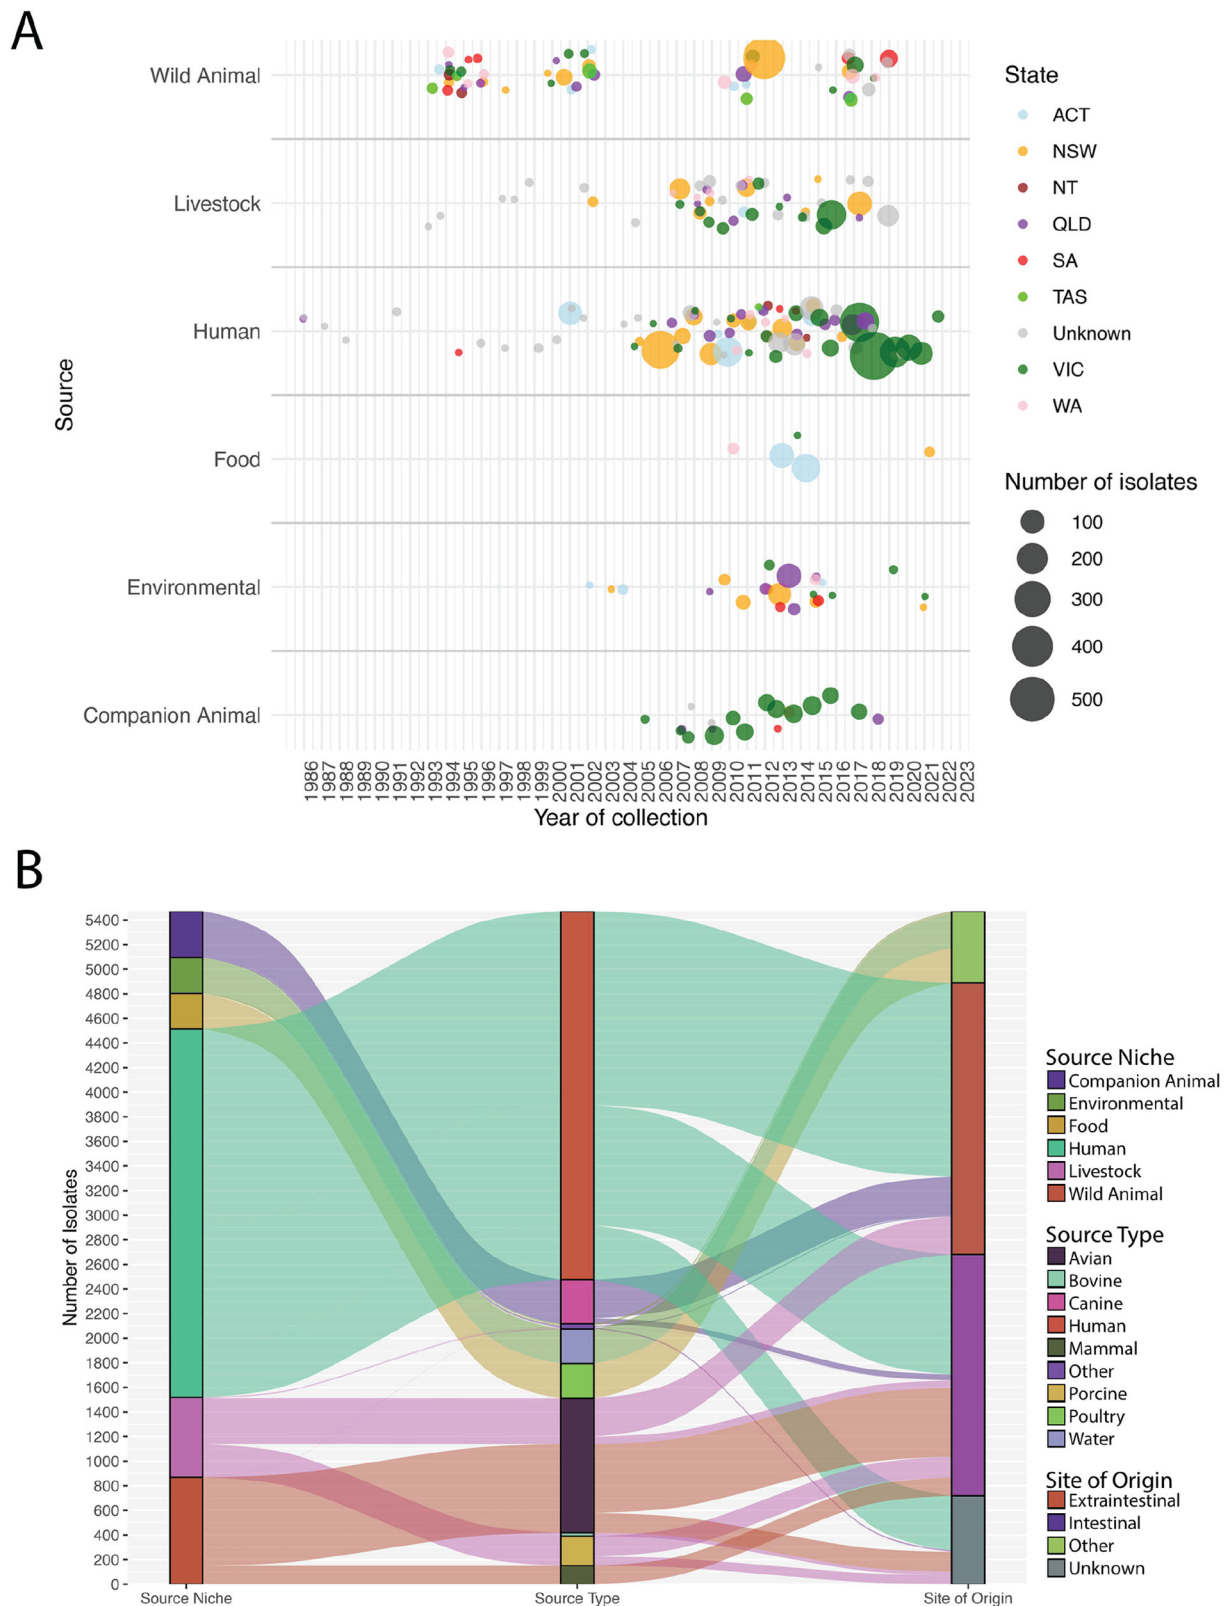 A
Wild Animal
Livestock
Human
Food
Environmental
Companion Animal
Source
1986 1987 1988 1989 1990 1991 1992 1993 1994 1995 1996 1997 1998 1999 2000 2001 2002 2003 2004 2005 2006 2007 2008 2009 2010 2011 2012 2013 2014 2015 2016 2017 2018 2019 2020 2021 2022 2023
Year of collection
State
ACT
NSW
NT
QLD
SA
TAS
Unknown
VIC
WA
Number of isolates
100
200
300
400
500
B
5400
5200
5000
4800
4600
4400
4200
4000
3800
3600
3400
3200
3000
2800
2600
2400
2200
2000
1800
1600
1400
1200
1000
800
600
400
200
0
Number of Isolates
Source Niche
Source Type
Site of Origin
Source Niche
Companion Animal
Environmental
Food
Human
Livestock
Wild Animal
Source Type
Avian
Bovine
Canine
Human
Mammal
Other
Porcine
Poultry
Water
Site of Origin
Extraintestinal
Intestinal
Other
Unknown